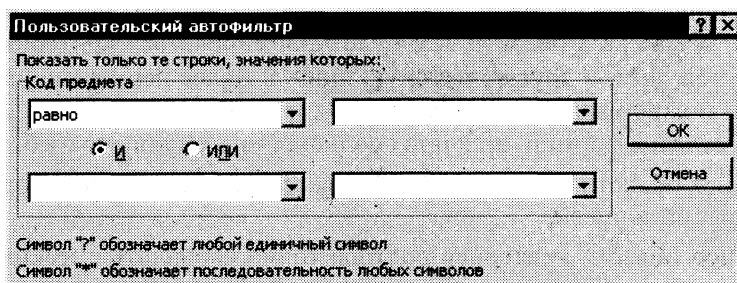 Пользовательский автофильтр
Показать только те строки, значения которых:
Код предмета
равно
И ИЛИ
ОК
Отмена
Символ "?" обозначает любой единичный символ
Символ "*" обозначает последовательность любых символов